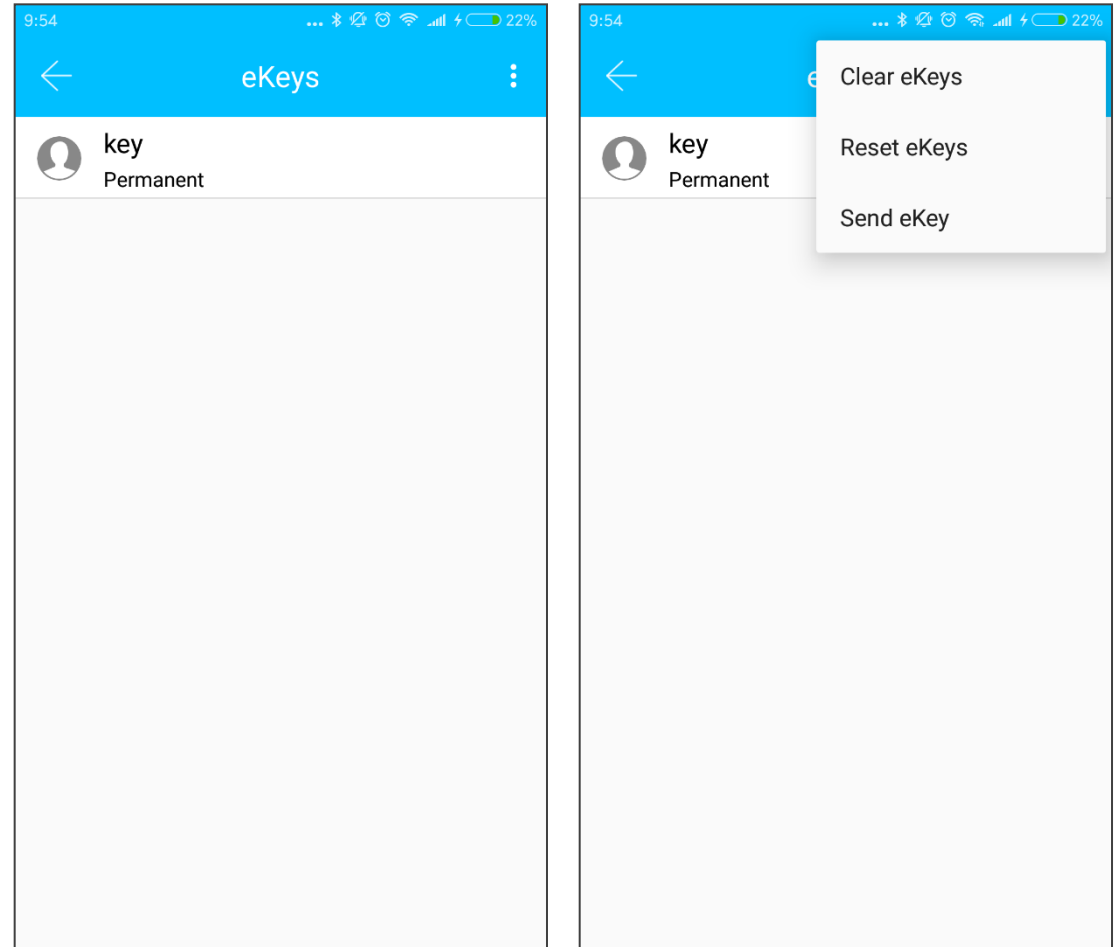 9:54 ... 22%
eKeys
key
Permanent
9:54 ... 22%
e
Clear eKeys
key
Reset eKeys
Permanent
Send eKey